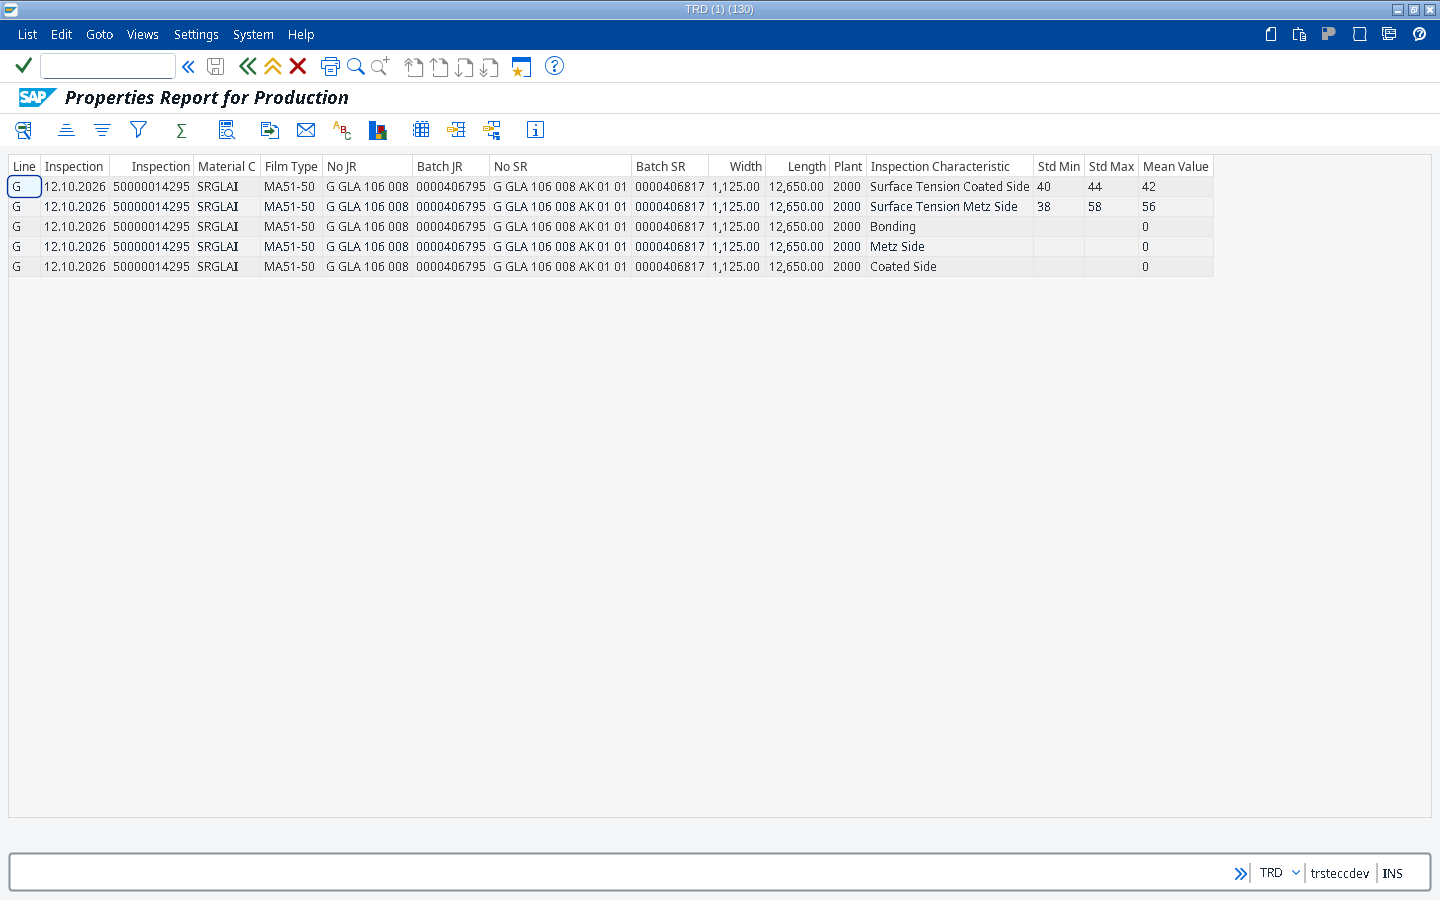 TRD (1) (130)
List Edit Goto Views Settings System Help
SAP Properties Report for Production
Line Inspection Inspection Material C Film Type No JR Batch JR No SR Batch SR Width Length Plant Inspection Characteristic Std Min Std Max Mean Value
G 12.10.2026 50000014295 SRGLAI MA51-50 G GLA 106 008 0000406795 G GLA 106 008 AK 01 01 0000406817 1,125.00 12,650.00 2000 Surface Tension Coated Side 40 44 42
G 12.10.2026 50000014295 SRGLAI MA51-50 G GLA 106 008 0000406795 G GLA 106 008 AK 01 01 0000406817 1,125.00 12,650.00 2000 Surface Tension Metz Side 38 58 56
G 12.10.2026 50000014295 SRGLAI MA51-50 G GLA 106 008 0000406795 G GLA 106 008 AK 01 01 0000406817 1,125.00 12,650.00 2000 Bonding 0
G 12.10.2026 50000014295 SRGLAI MA51-50 G GLA 106 008 0000406795 G GLA 106 008 AK 01 01 0000406817 1,125.00 12,650.00 2000 Metz Side 0
G 12.10.2026 50000014295 SRGLAI MA51-50 G GLA 106 008 0000406795 G GLA 106 008 AK 01 01 0000406817 1,125.00 12,650.00 2000 Coated Side 0
TRD trsteccdev INS